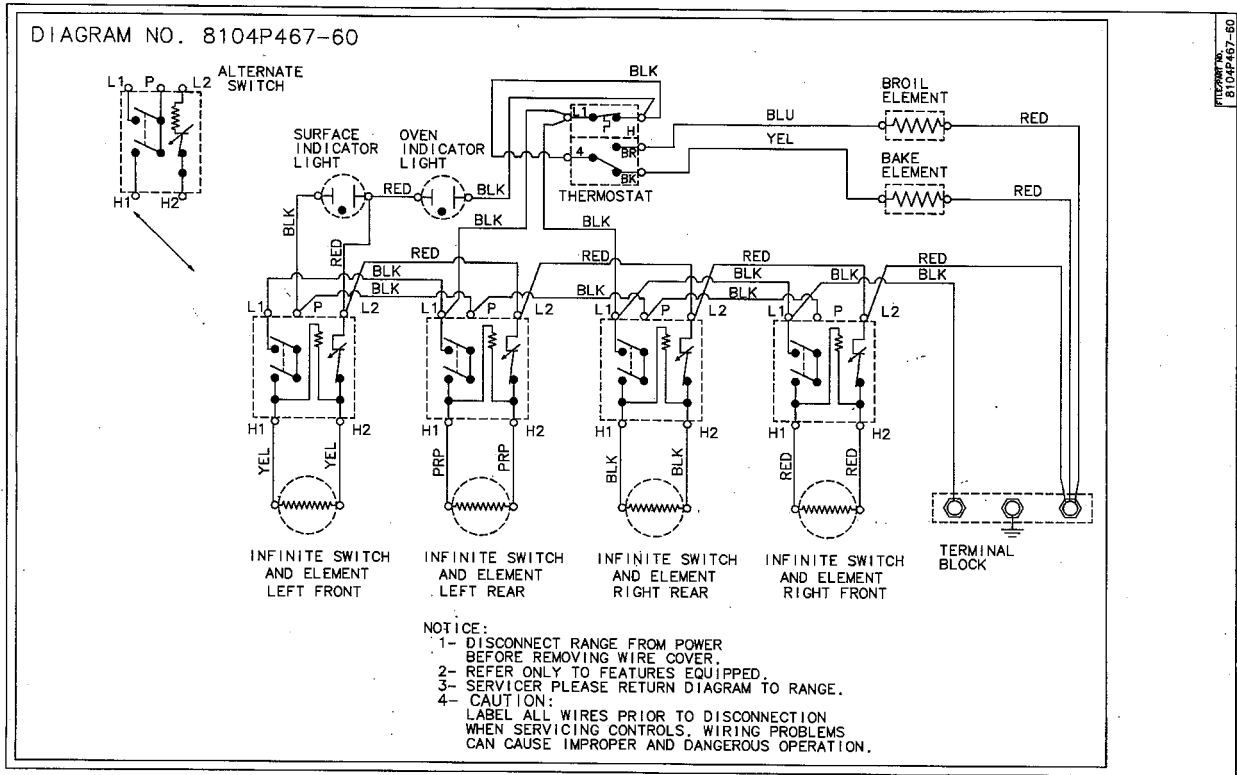 DIAGRAM NO. 8104P467-60
FILE/PART NO.
8104P467-60
L1 P L2
ALTERNATE
SWITCH
H1 H2
SURFACE
INDICATOR
LIGHT
OVEN
INDICATOR
LIGHT
BLK
L1
H
4
BR
BK
THERMOSTAT
BLU
YEL
BROIL
ELEMENT
RED
BAKE
ELEMENT
RED
RED
BLK
BLK
RED
BLK
BLK
RED
BLK
BLK
RED
BLK
RED
BLK
BLK
RED
BLK
L1 P L2
L1 P L2
L1 P L2
L1 P L2
H1 H2
H1 H2
H1 H2
H1 H2
YEL YEL
PRP PRP
BLK BLK
RED RED
INFINITE SWITCH
AND ELEMENT
LEFT FRONT
INFINITE SWITCH
AND ELEMENT
LEFT REAR
INFINITE SWITCH
AND ELEMENT
RIGHT REAR
INFINITE SWITCH
AND ELEMENT
RIGHT FRONT
TERMINAL
BLOCK
NOTICE:
1- DISCONNECT RANGE FROM POWER
BEFORE REMOVING WIRE COVER.
2- REFER ONLY TO FEATURES EQUIPPED.
3- SERVICER PLEASE RETURN DIAGRAM TO RANGE.
4- CAUTION:
LABEL ALL WIRES PRIOR TO DISCONNECTION
WHEN SERVICING CONTROLS. WIRING PROBLEMS
CAN CAUSE IMPROPER AND DANGEROUS OPERATION.